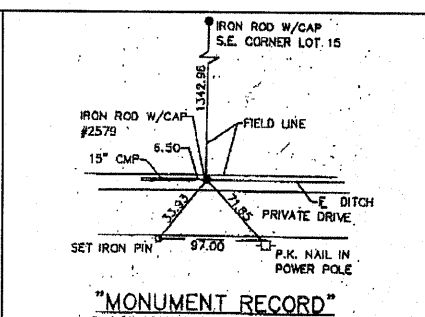 IRON ROD W/CAP
S.E. CORNER LOT 15
1342.96
IRON ROD W/CAP
#2579
FIELD LINE
6.50
15" CMP
DITCH
PRIVATE DRIVE
33.93
71.85
SET IRON PIN
97.00
P.K. NAIL IN
POWER POLE
"MONUMENT RECORD"